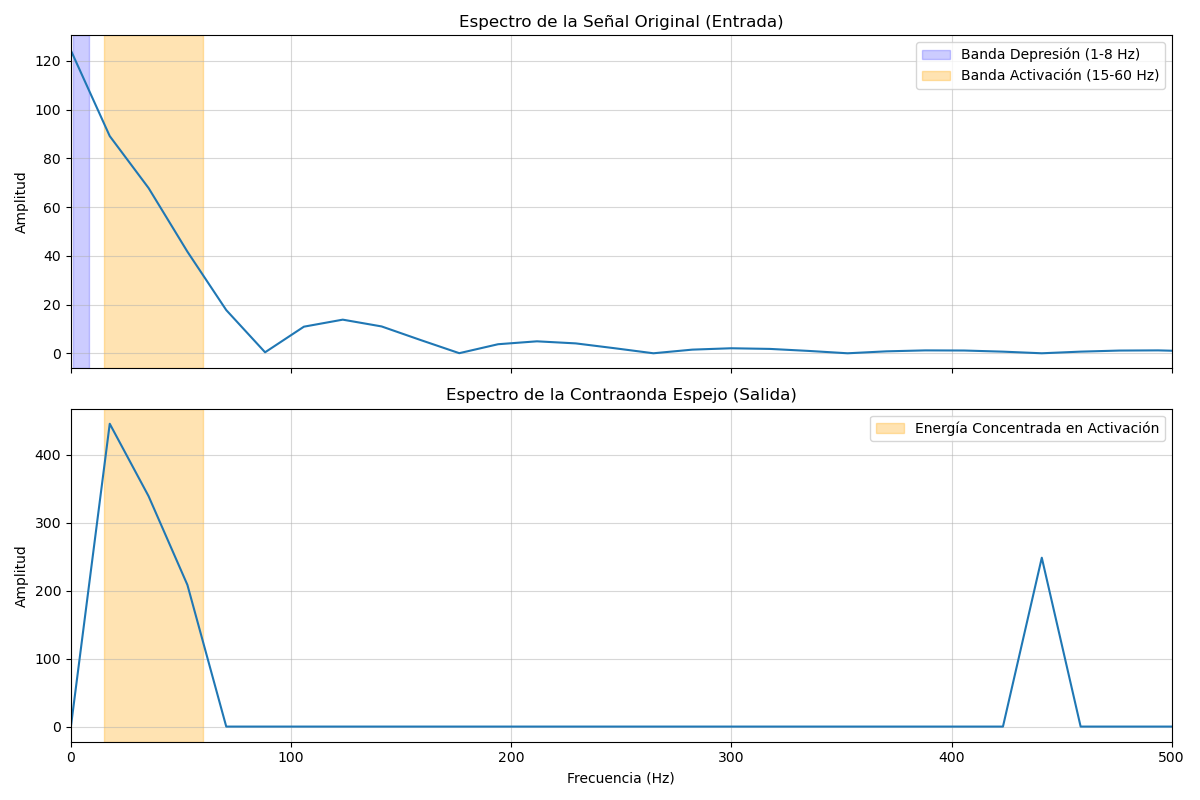 Espectro de la Señal Original (Entrada)
Banda Depresión (1-8 Hz)
Banda Activación (15-60 Hz)
120
100
80
60
40
20
0
Amplitud
Espectro de la Contraonda Espejo (Salida)
Energía Concentrada en Activación
400
300
200
100
0
Amplitud
0 100 200 300 400 500
Frecuencia (Hz)